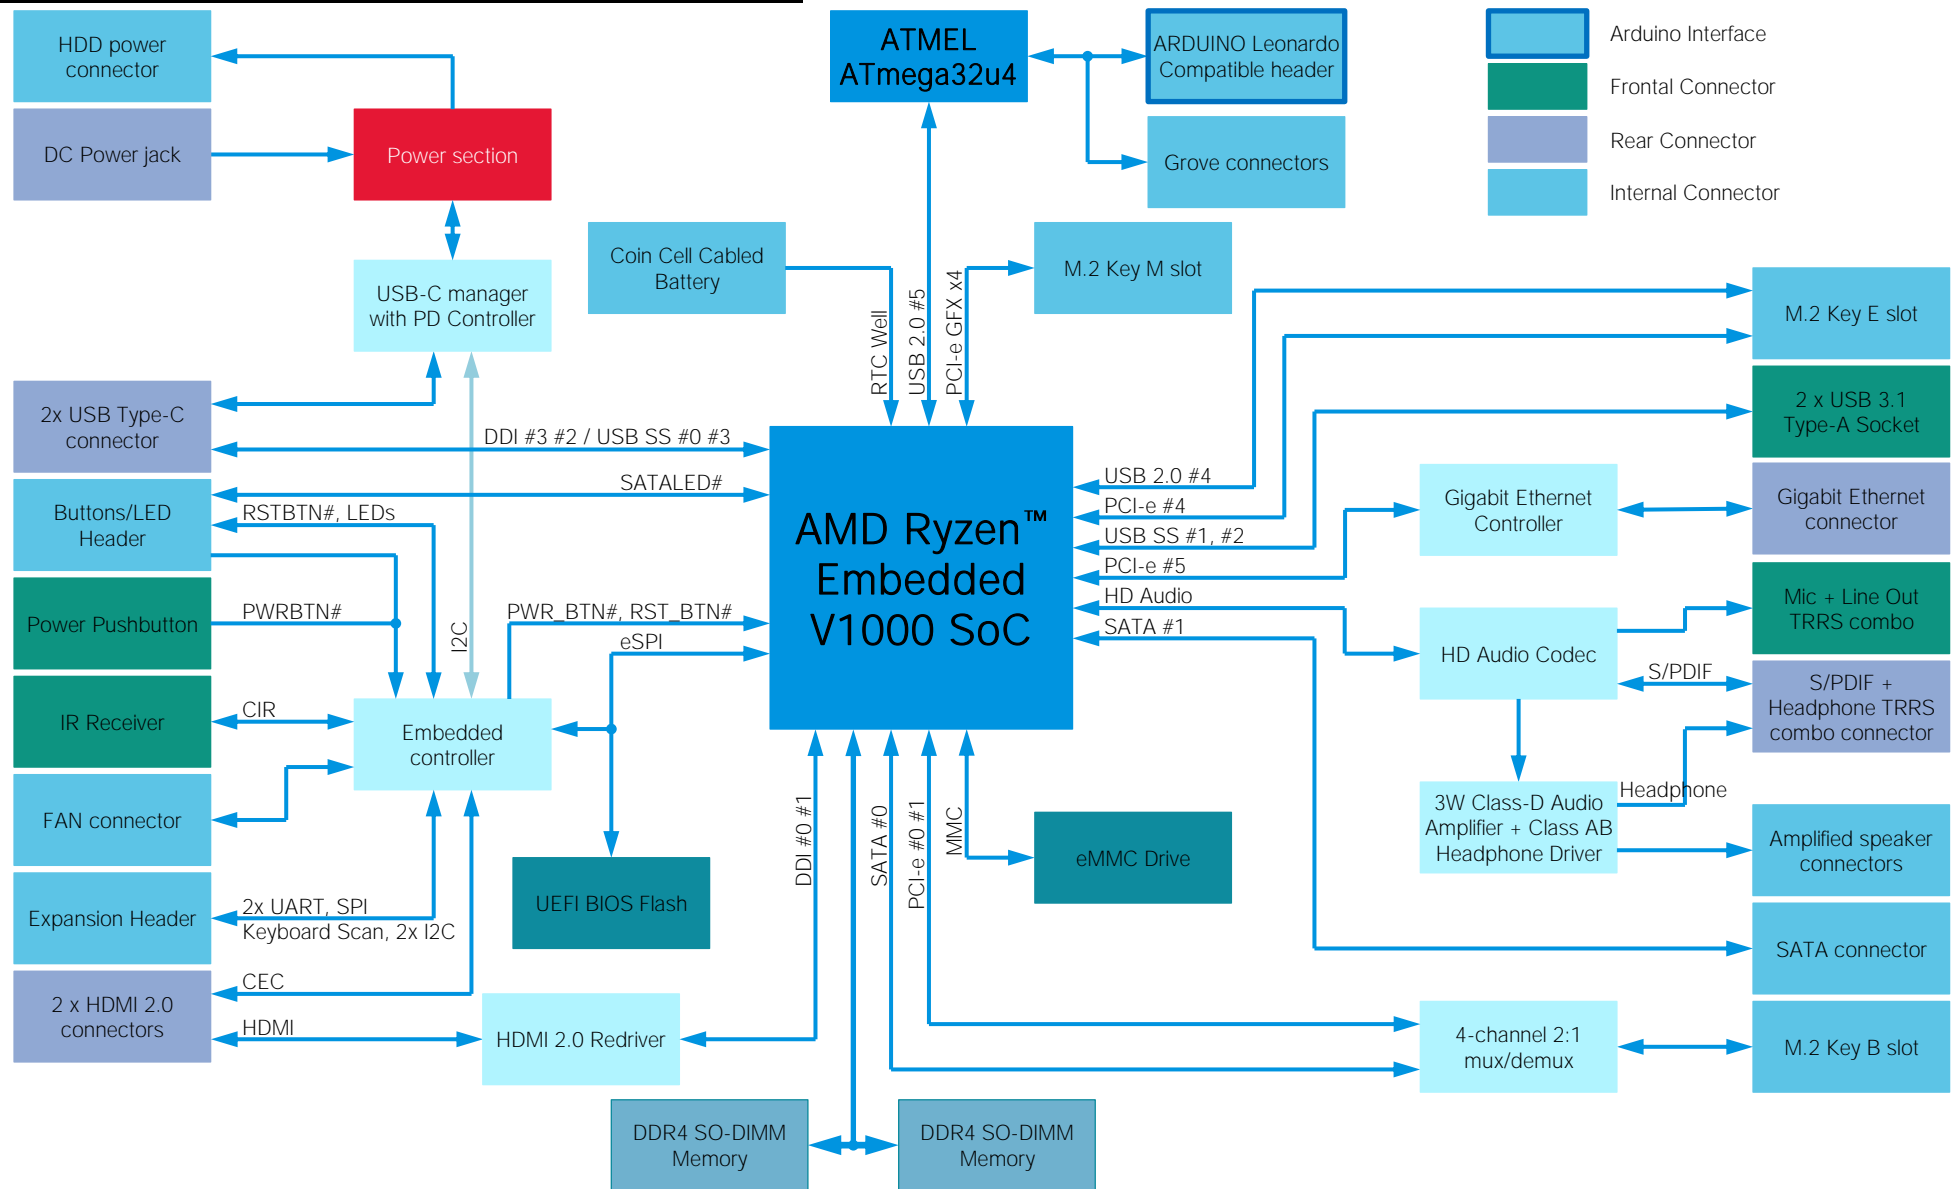 HDD power
connector
DC Power jack
Power section
ATMEL
ATmega32u4
ARDUINO Leonardo
Compatible header
Grove connectors
Arduino Interface
Frontal Connector
Rear Connector
Internal Connector
USB-C manager
with PD Controller
Coin Cell Cabled
Battery
M.2 Key M slot
RTC Well
USB 2.0 #5
PCI-e GFX x4
M.2 Key E slot
2 x USB 3.1
Type-A Socket
2x USB Type-C
connector
DDI #3 #2 / USB SS #0 #3
SATALED#
Buttons/LED
Header
RSTBTN#, LEDs
Power Pushbutton
PWRBTN#
I2C
PWR_BTN#, RST_BTN#
eSPI
AMD Ryzen™
Embedded
V1000 SoC
USB 2.0 #4
PCI-e #4
USB SS #1, #2
PCI-e #5
HD Audio
SATA #1
Gigabit Ethernet
Controller
Gigabit Ethernet
connector
HD Audio Codec
Mic + Line Out
TRRS combo
S/PDIF
S/PDIF +
Headphone TRRS
combo connector
IR Receiver
CIR
Embedded
controller
FAN connector
Expansion Header
2x UART, SPI
Keyboard Scan, 2x I2C
UEFI BIOS Flash
DDI #0 #1
SATA #0
PCI-e #0 #1
MMC
eMMC Drive
Headphone
3W Class-D Audio
Amplifier + Class AB
Headphone Driver
Amplified speaker
connectors
SATA connector
2 x HDMI 2.0
connectors
CEC
HDMI
HDMI 2.0 Redriver
4-channel 2:1
mux/demux
M.2 Key B slot
DDR4 SO-DIMM
Memory
DDR4 SO-DIMM
Memory